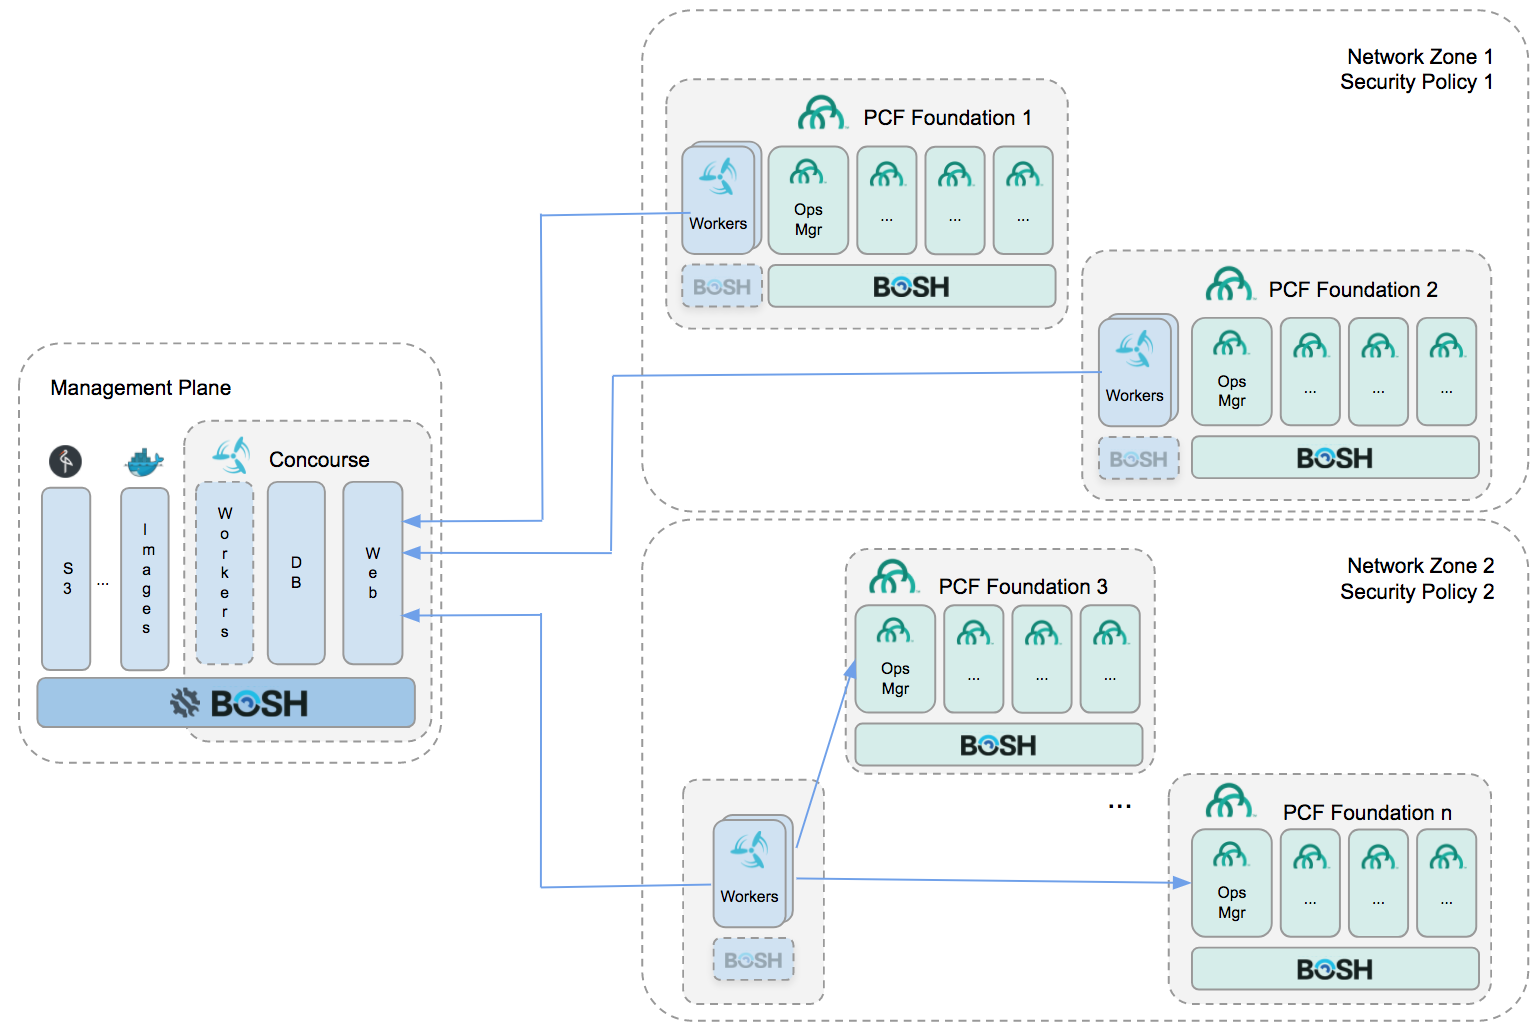 Network Zone 1
Security Policy 1
PCF Foundation 1
Workers
Ops
Mgr
...
...
...
BOSH
BOSH
PCF Foundation 2
Workers
Ops
Mgr
...
...
...
BOSH
BOSH
Management Plane
Concourse
S3
...
Images
Workers
DB
Web
BOSH
Network Zone 2
Security Policy 2
PCF Foundation 3
Ops
Mgr
...
...
...
BOSH
...
Workers
BOSH
PCF Foundation n
Ops
Mgr
...
...
...
BOSH